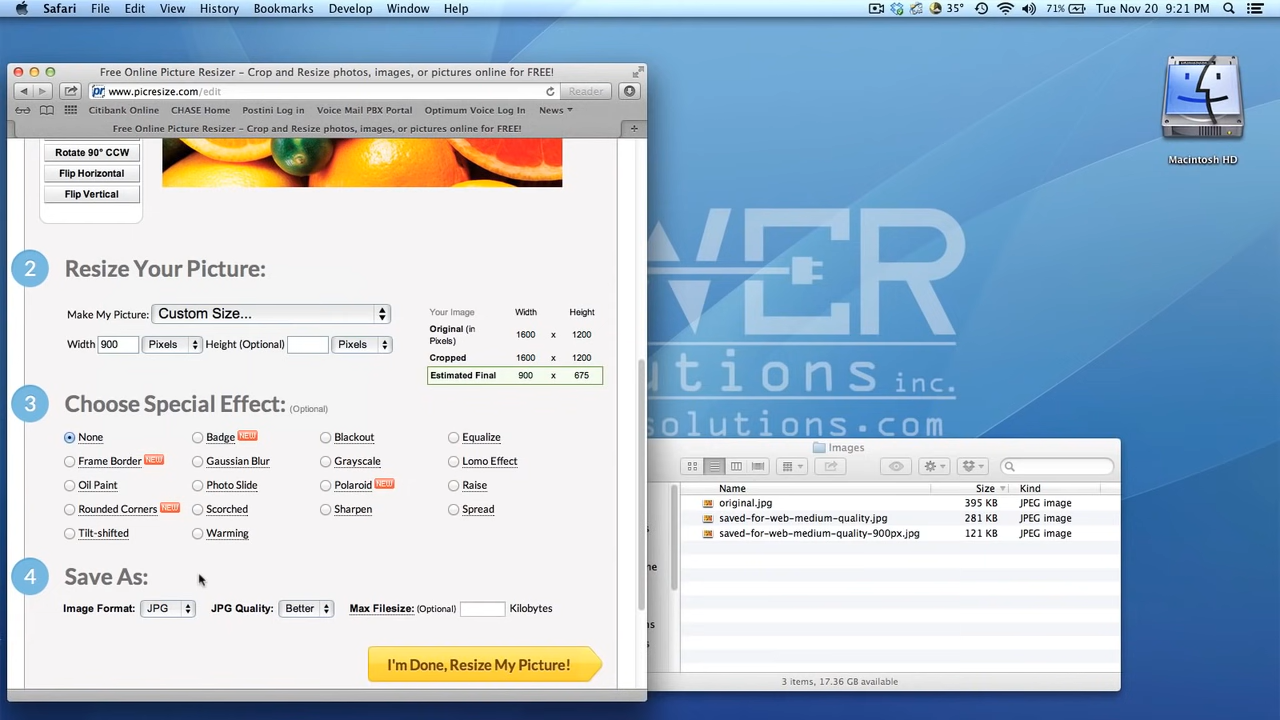 Safari File Edit View History Bookmarks Develop Window Help 35° 71% Tue Nov 20 9:21 PM
Free Online Picture Resizer – Crop and Resize photos, images, or pictures online for FREE!
www.picresize.com/edit Reader
Citibank Online CHASE Home Postini Log in Voice Mail PBX Portal Optimum Voice Log In News
Free Online Picture Resizer – Crop and Resize photos, images, or pictures online for FREE!
Rotate 90° CCW
Flip Horizontal
Flip Vertical
2 Resize Your Picture:
Make My Picture: Custom Size...
Width 900 Pixels Height (Optional) Pixels
Your Image Width Height
Original (in Pixels) 1600 x 1200
Cropped 1600 x 1200
Estimated Final 900 x 675
3 Choose Special Effect: (Optional)
None Badge NEW Blackout Equalize
Frame Border NEW Gaussian Blur Grayscale Lomo Effect
Oil Paint Photo Slide Polaroid NEW Raise
Rounded Corners NEW Scorched Sharpen Spread
Tilt-shifted Warming
4 Save As:
Image Format: JPG JPG Quality: Better Max Filesize: (Optional) Kilobytes
I'm Done, Resize My Picture!
Macintosh HD
WER
utions inc.
solutions.com
Images
Name Size Kind
original.jpg 395 KB JPEG image
saved-for-web-medium-quality.jpg 281 KB JPEG image
saved-for-web-medium-quality-900px.jpg 121 KB JPEG image
3 items, 17.36 GB available